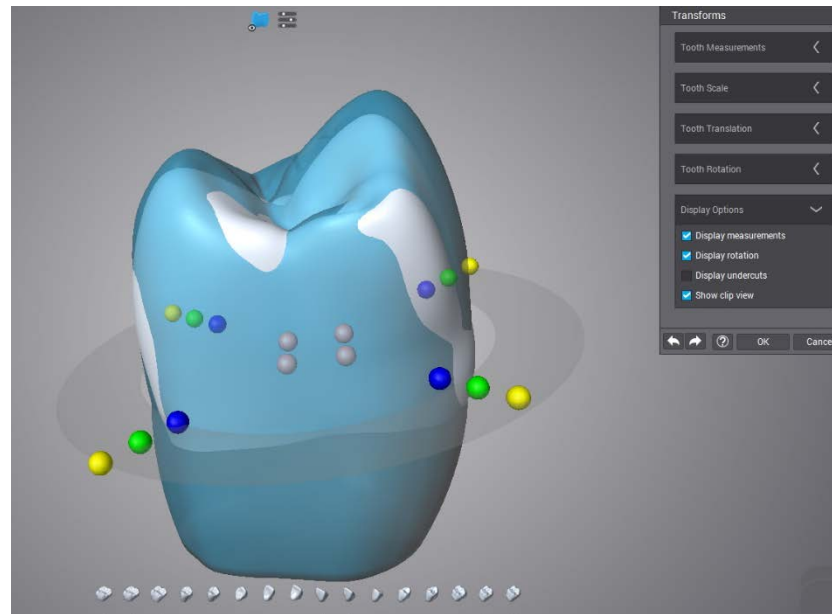 Transforms
Tooth Measurements
Tooth Scale
Tooth Translation
Tooth Rotation
Display Options
Display measurements
Display rotation
Display undercuts
Show clip view
OK Cance